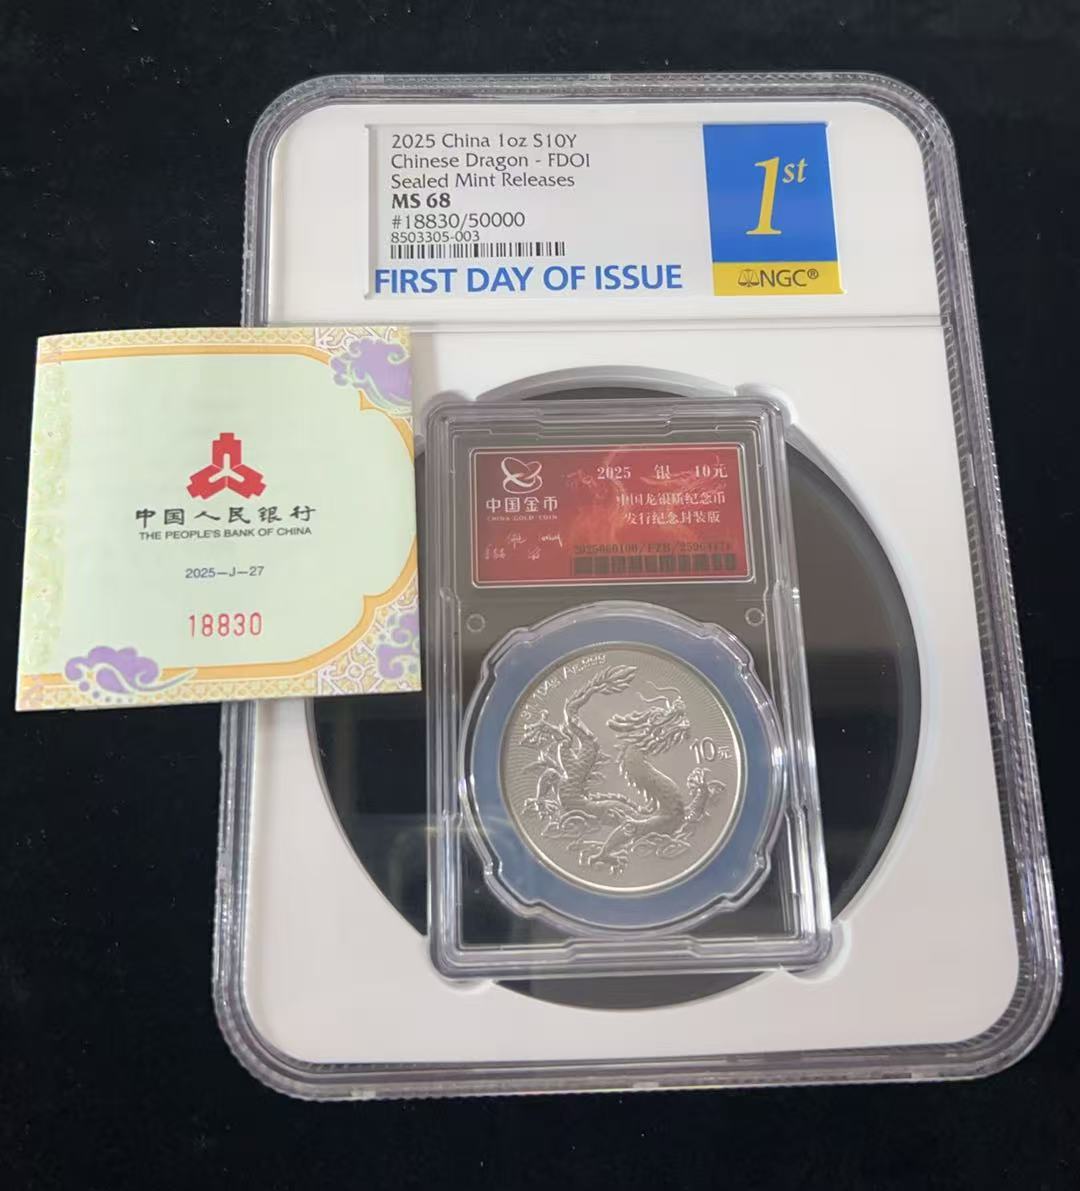 2025 China 1oz S10Y
Chinese Dragon - FDOI
Sealed Mint Releases
MS 68
#18830/50000
8503305-003
FIRST DAY OF ISSUE
1st
NGC®
中国人民银行
THE PEOPLE'S BANK OF CHINA
2025-J-27
18830
中国金币
CHINA GOLD COIN
2025 银 10元
中国龙银质纪念币
发行纪念封装版
Ag.999
10元